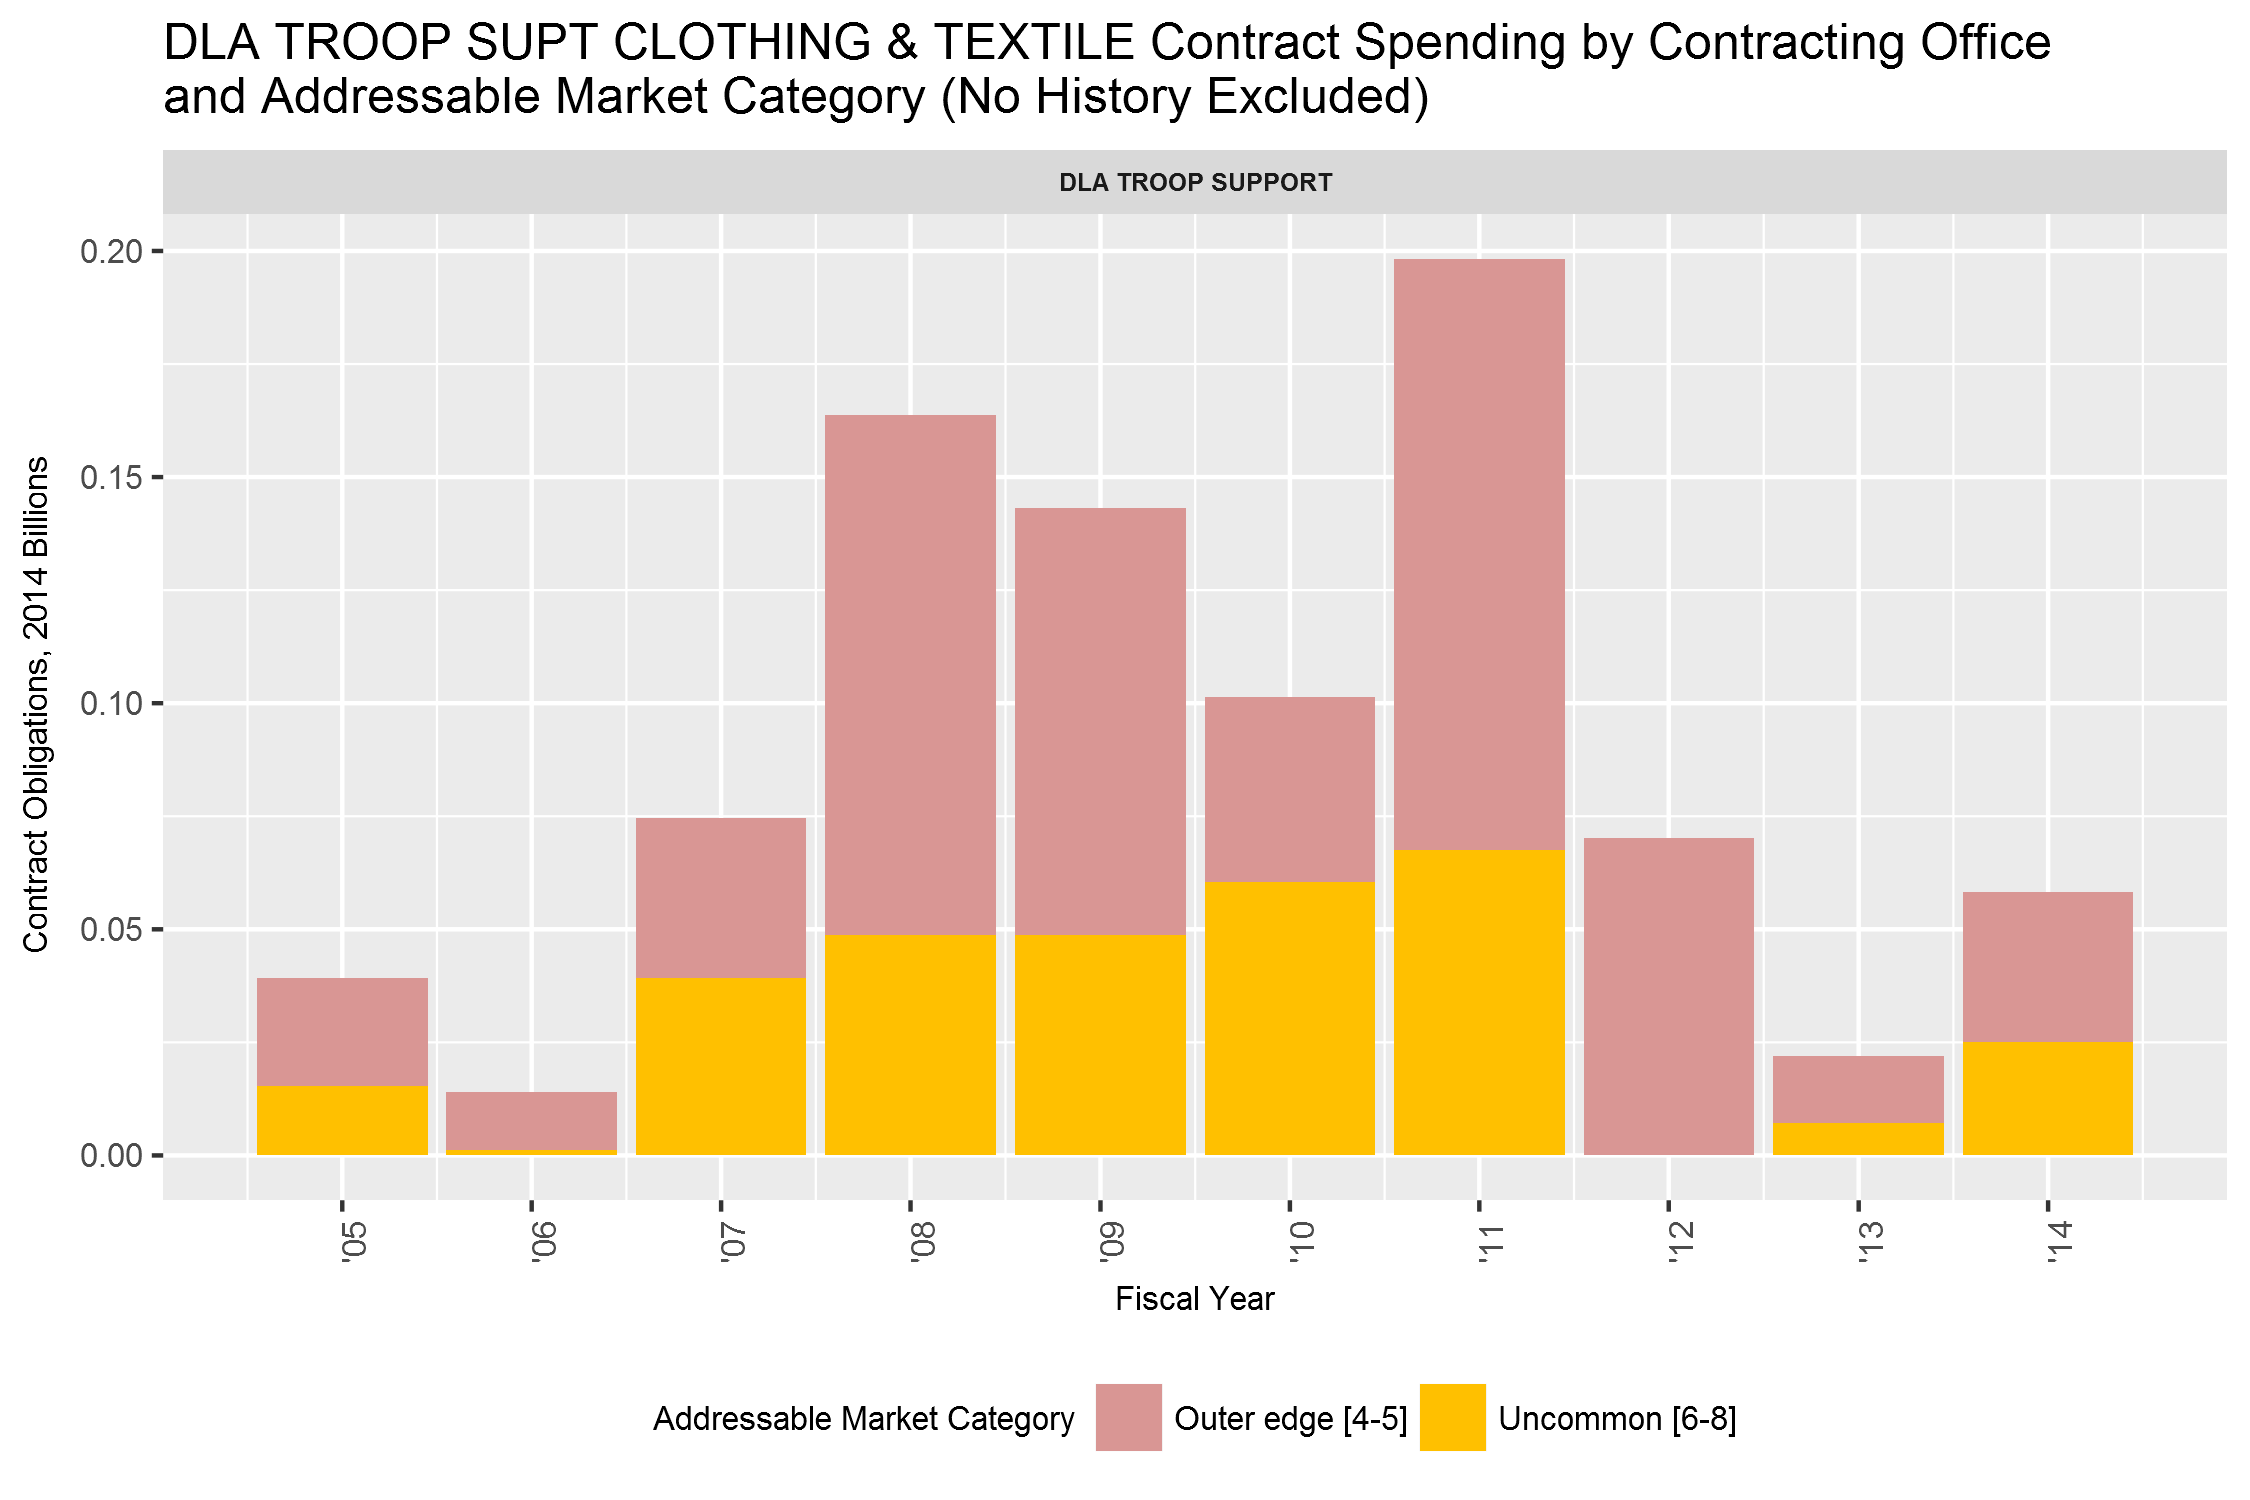 DLA TROOP SUPT CLOTHING & TEXTILE Contract Spending by Contracting Office
and Addressable Market Category (No History Excluded)
DLA TROOP SUPPORT
Contract Obligations, 2014 Billions
0.20
0.15
0.10
0.05
0.00
'05 '06 '07 '08 '09 '10 '11 '12 '13 '14
Fiscal Year
Addressable Market Category Outer edge [4-5] Uncommon [6-8]